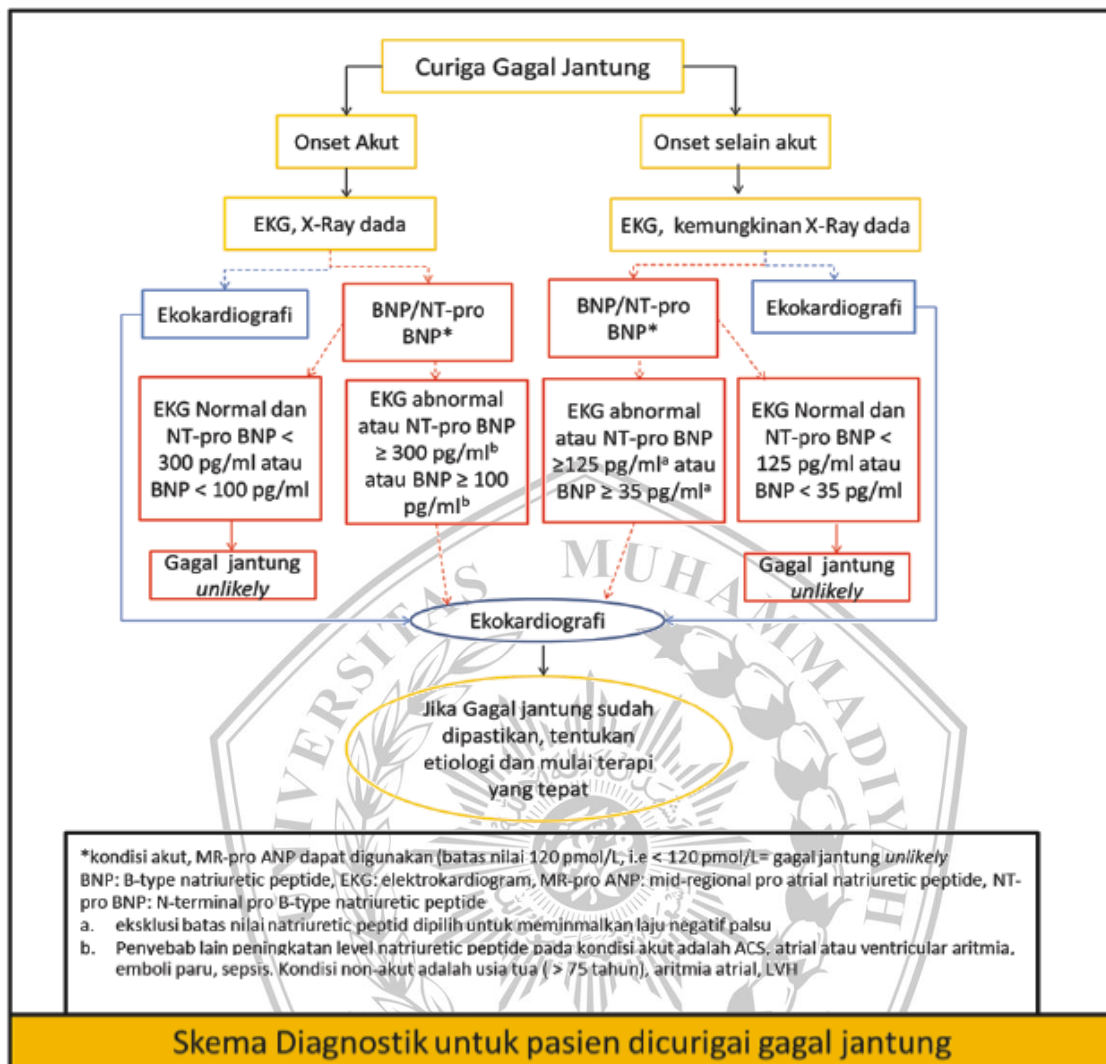 Curiga Gagal Jantung
Onset Akut
Onset selain akut
EKG, X-Ray dada
EKG, kemungkinan X-Ray dada
Ekokardiografi
BNP/NT-pro
BNP*
BNP/NT-pro
BNP*
Ekokardiografi
EKG Normal dan
NT-pro BNP <
300 pg/ml atau
BNP < 100 pg/ml
EKG abnormal
atau NT-pro BNP
≥ 300 pg/mlᵇ
atau BNP ≥ 100
pg/mlᵇ
EKG abnormal
atau NT-pro BNP
≥125 pg/mlᵃ atau
BNP ≥ 35 pg/mlᵃ
EKG Normal dan
NT-pro BNP <
125 pg/ml atau
BNP < 35 pg/ml
Gagal jantung
unlikely
Gagal jantung
unlikely
Ekokardiografi
Jika Gagal jantung sudah
dipastikan, tentukan
etiologi dan mulai terapi
yang tepat
UNIVERSITAS MUHAMMADIYAH
*kondisi akut, MR-pro ANP dapat digunakan (batas nilai 120 pmol/L, i.e < 120 pmol/L= gagal jantung unlikely
BNP: B-type natriuretic peptide, EKG: elektrokardiogram, MR-pro ANP: mid-regional pro atrial natriuretic peptide, NT-
pro BNP: N-terminal pro B-type natriuretic peptide
a. eksklusi batas nilai natriuretic peptid dipilih untuk meminmalkan laju negatif palsu
b. Penyebab lain peningkatan level natriuretic peptide pada kondisi akut adalah ACS, atrial atau ventricular aritmia,
emboli paru, sepsis. Kondisi non-akut adalah usia tua ( > 75 tahun), aritmia atrial, LVH
Skema Diagnostik untuk pasien dicurigai gagal jantung